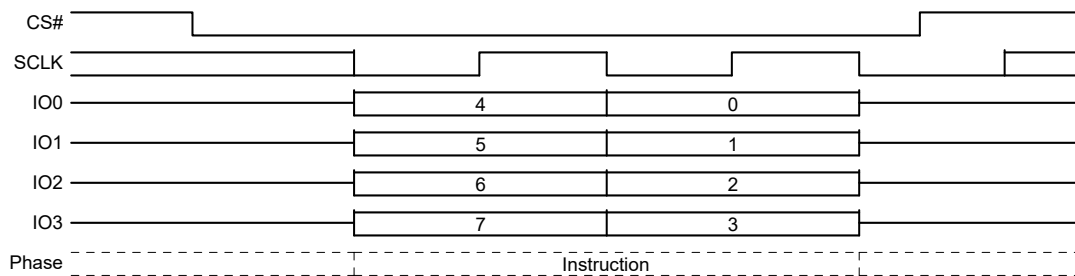 CS#
SCLK
IO0 4 0
IO1 5 1
IO2 6 2
IO3 7 3
Phase Instruction